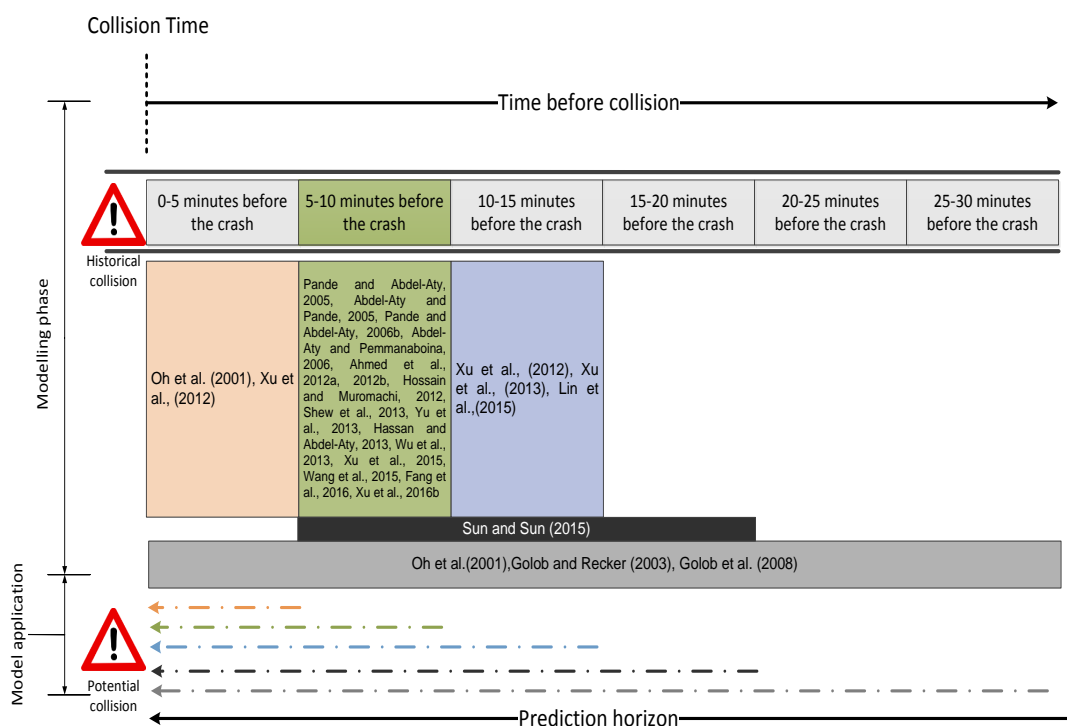 Collision Time
Time before collision
Modelling phase
0-5 minutes before
the crash
5-10 minutes before
the crash
10-15 minutes
before the crash
15-20 minutes
before the crash
20-25 minutes
before the crash
25-30 minutes
before the crash
!
Historical
collision
Oh et al. (2001), Xu et
al., (2012)
Pande and Abdel-Aty,
2005, Abdel-Aty and
Pande, 2005, Pande and
Abdel-Aty, 2006b, Abdel-
Aty and Pemmanaboina,
2006, Ahmed et al.,
2012a, 2012b, Hossain
and Muromachi, 2012,
Shew et al., 2013, Yu et
al., 2013, Hassan and
Abdel-Aty, 2013, Wu et al.,
2013, Xu et al., 2015,
Wang et al., 2015, Fang et
al., 2016, Xu et al., 2016b
Xu et al., (2012), Xu
et al., (2013), Lin et
al.,(2015)
Sun and Sun (2015)
Oh et al.(2001),Golob and Recker (2003), Golob et al. (2008)
Model application
!
Potential
collision
Prediction horizon